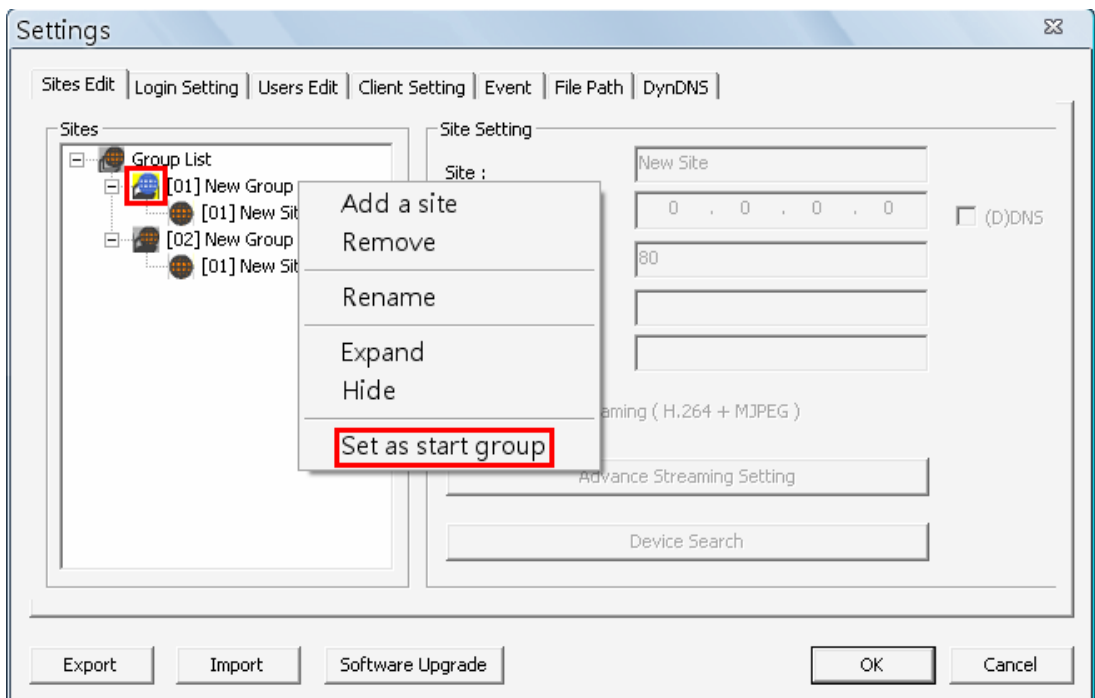 Settings
Sites Edit
Login Setting
Users Edit
Client Setting
Event
File Path
DynDNS
Sites
Group List
[01] New Group
[01] New Sit
[02] New Group
[01] New Sit
Add a site
Remove
Rename
Expand
Hide
Set as start group
Site Setting
Site :
New Site
0 . 0 . 0 . 0
(D)DNS
80
aming ( H.264 + MJPEG )
Advance Streaming Setting
Device Search
Export
Import
Software Upgrade
OK
Cancel